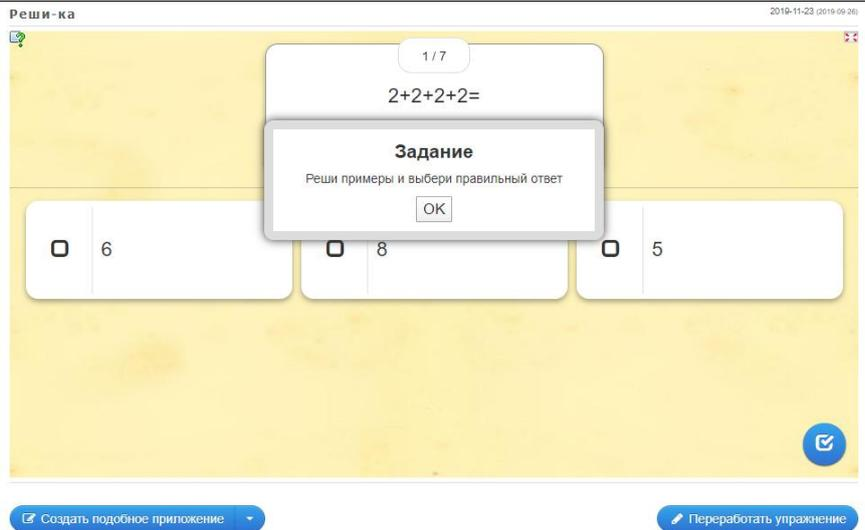 Реши-ка
2019-11-23 (2019-09-26)
1 / 7
2+2+2+2=
Задание
Реши примеры и выбери правильный ответ
OK
6
8
5
Создать подобное приложение
Переработать упражнение